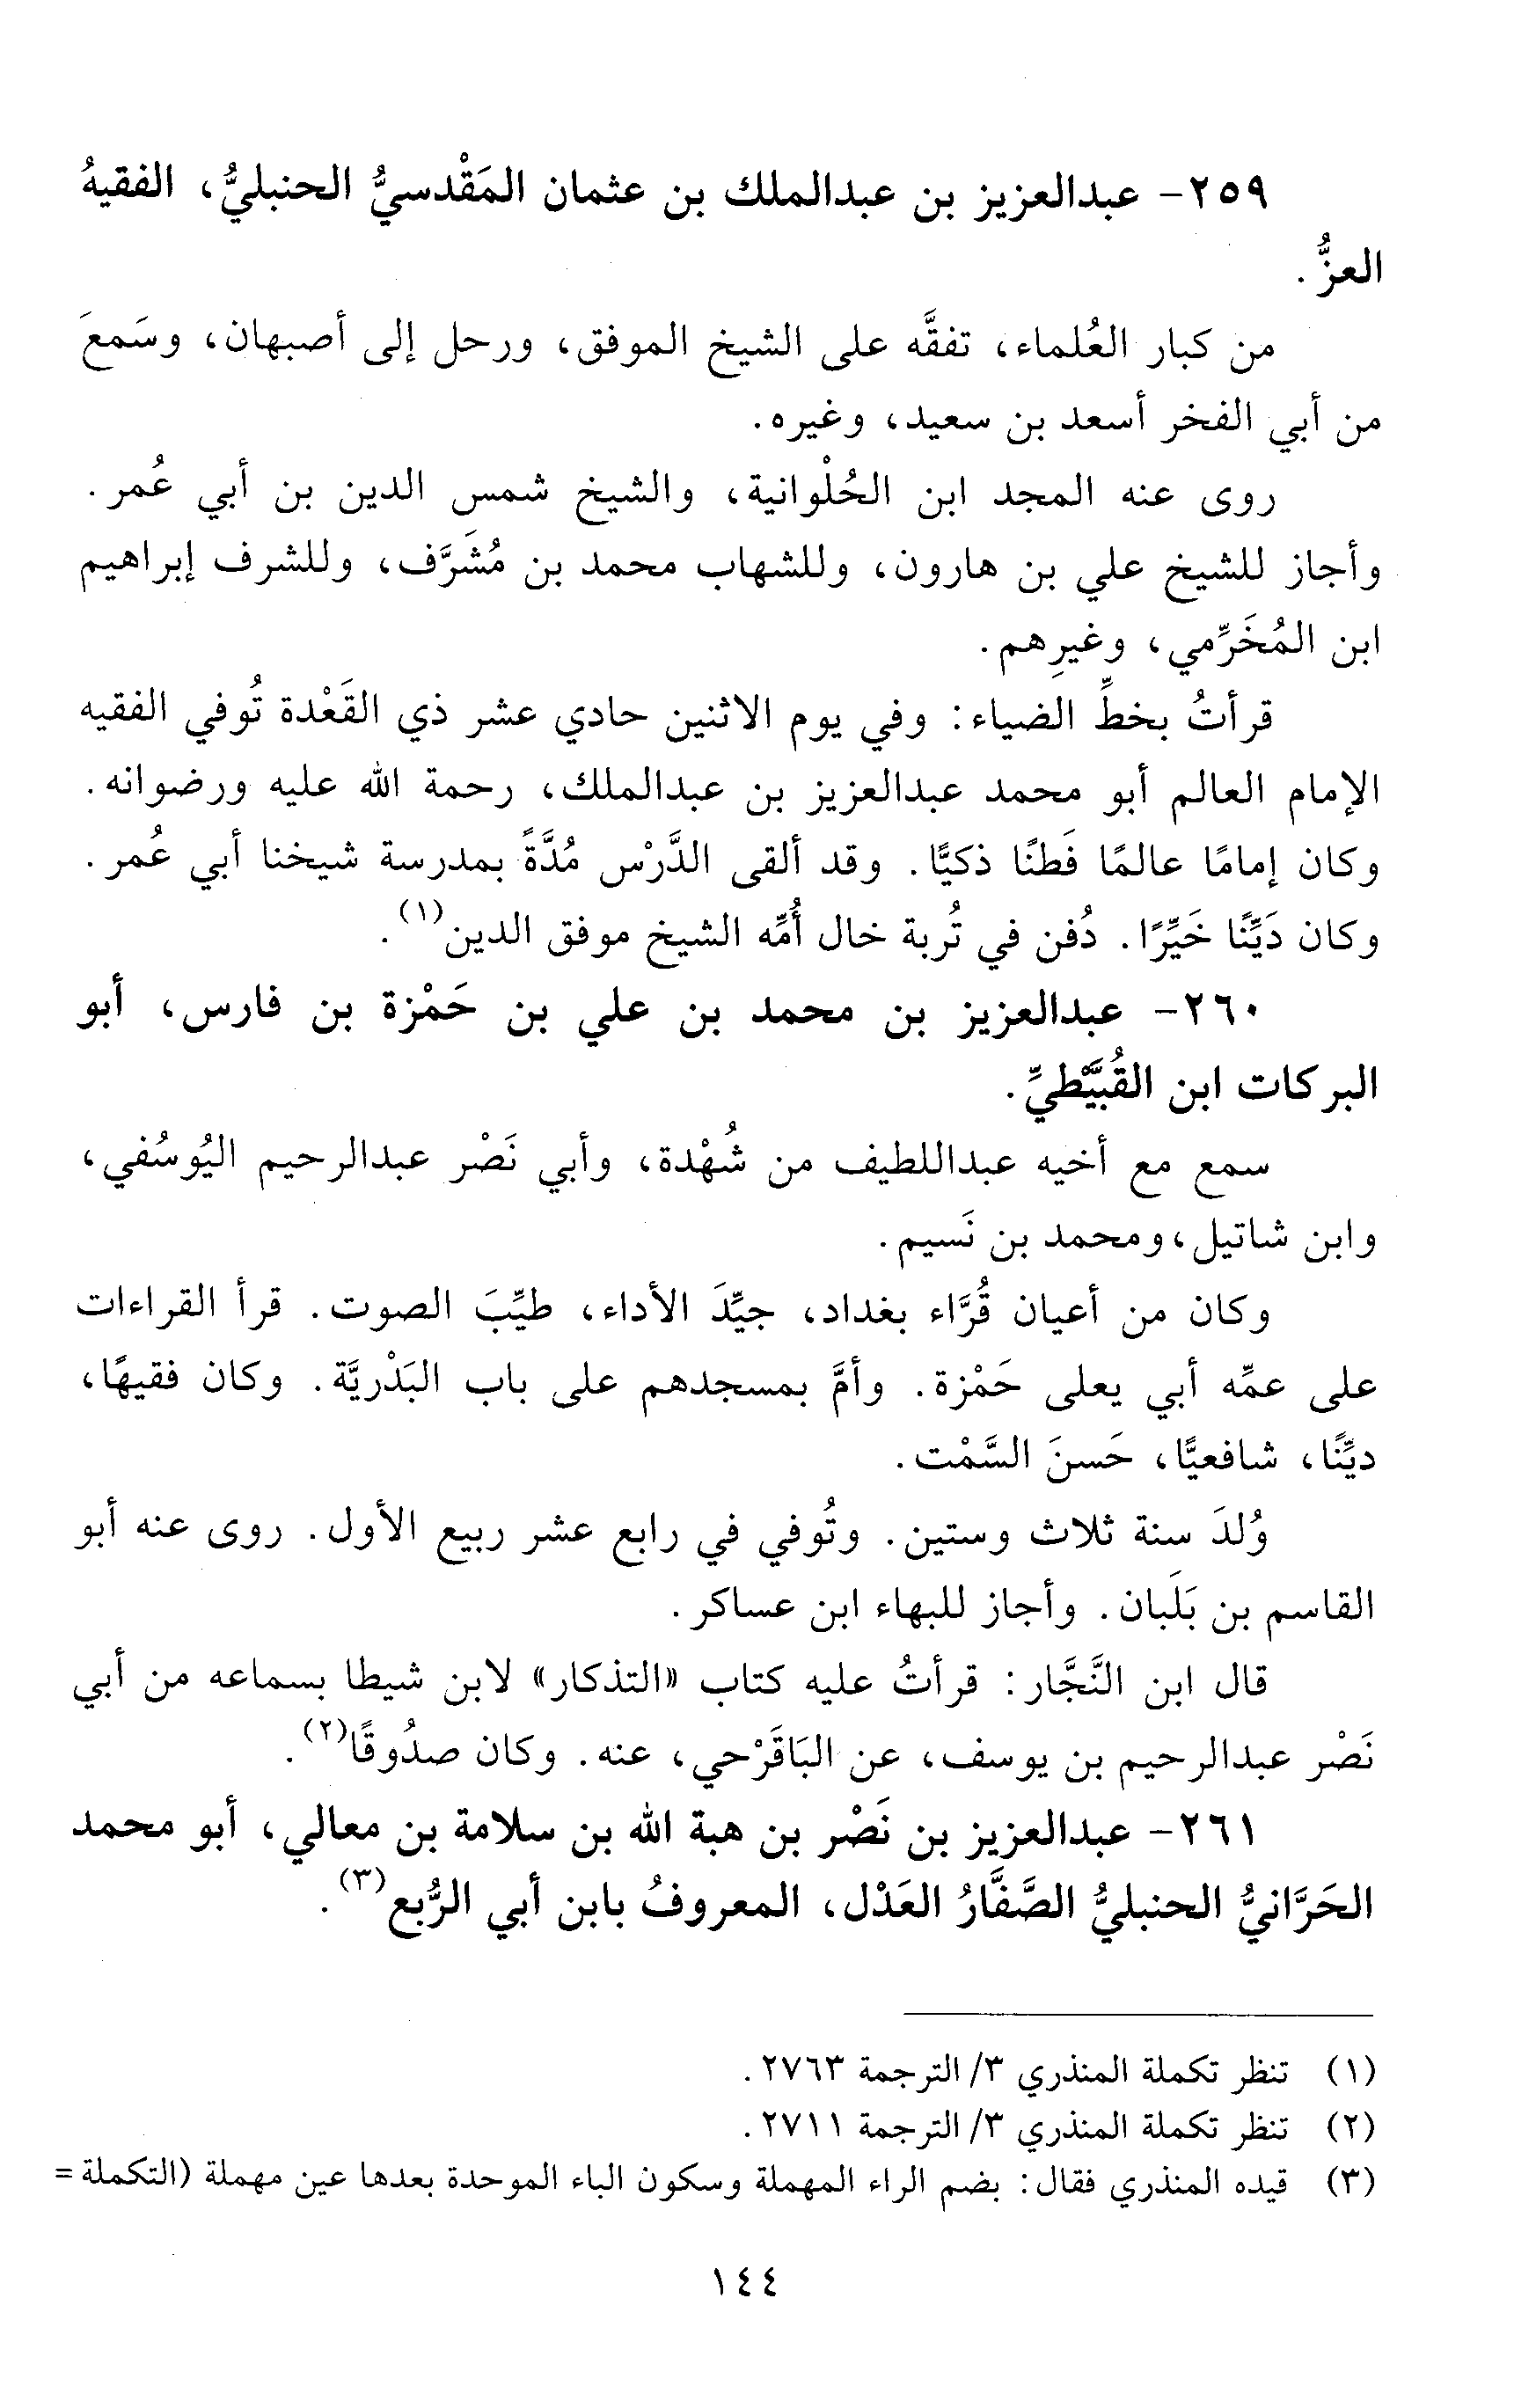 ٢٥٩- عبدالعزيز بن عبدالملك بن عثمان المَقْدسيُّ الحنبليُّ، الفقيهُ
العزُّ.
من كبار العُلماء، تفقَّه على الشيخ الموفق، ورحل إلى أصبهان، وسَمعَ
من أبي الفخر أسعد بن سعيد، وغيره.
روى عنه المجد ابن الحُلْوانية، والشيخ شمس الدين بن أبي عُمر.
وأجاز للشيخ علي بن هارون، وللشهاب محمد بن مُشَرَّف، وللشرف إبراهيم
ابن المُخَرِّمي، وغيرِهم.
قرأتُ بخطِّ الضياء: وفي يوم الاثنين حادي عشر ذي القَعْدة تُوفي الفقيه
الإمام العالم أبو محمد عبدالعزيز بن عبدالملك، رحمة الله عليه ورضوانه.
وكان إمامًا عالمًا فَطنًا ذكيًّا. وقد ألقى الدَّرْس مُدَّةً بمدرسة شيخنا أبي عُمر.
وكان دَيِّنًا خَيِّرًا. دُفن في تُربة خال أُمِّه الشيخ موفق الدين(١).
٢٦٠- عبدالعزيز بن محمد بن علي بن حَمْزة بن فارس، أبو
البركات ابن القُبَّيْطيِّ.
سمع مع أخيه عبداللطيف من شُهْدة، وأبي نَصْر عبدالرحيم اليُوسُفي،
وابن شاتيل، ومحمد بن نَسيم.
وكان من أعيان قُرَّاء بغداد، جيِّدَ الأداء، طيِّبَ الصوت. قرأ القراءات
على عمِّه أبي يعلى حَمْزة. وأمَّ بمسجدهم على باب البَدْريَّة. وكان فقيهًا،
ديِّنًا، شافعيًّا، حَسنَ السَّمْت.
وُلدَ سنة ثلاث وستين. وتُوفي في رابع عشر ربيع الأول. روى عنه أبو
القاسم بن بَلَبان. وأجاز للبهاء ابن عساكر.
قال ابن النَّجَّار: قرأتُ عليه كتاب «التذكار» لابن شيطا بسماعه من أبي
نَصْر عبدالرحيم بن يوسف، عن البَاقَرْحي، عنه. وكان صدُوقًا(٢).
٢٦١- عبدالعزيز بن نَصْر بن هبة الله بن سلامة بن معالي، أبو محمد
الحَرَّانيُّ الحنبليُّ الصَّفَّارُ العَدْل، المعروفُ بابن أبي الرُّبع(٣).
(١) تنظر تكملة المنذري ٣/ الترجمة ٢٧٦٣.
(٢) تنظر تكملة المنذري ٣/ الترجمة ٢٧١١.
(٣) قيده المنذري فقال: بضم الراء المهملة وسكون الباء الموحدة بعدها عين مهملة (التكملة =
١٤٤